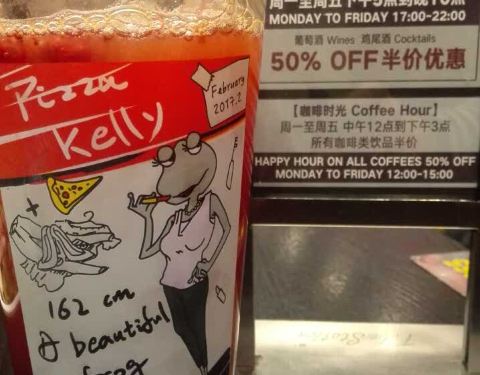 周一至周五下午5点到晚10点
MONDAY TO FRIDAY 17:00-22:00
葡萄酒 Wines 鸡尾酒 Cocktails
50% OFF半价优惠
【咖啡时光 Coffee Hour】
周一至周五 中午12点到下午3点
所有咖啡类饮品半价
HAPPY HOUR ON ALL COFFEES 50% OFF
MONDAY TO FRIDAY 12:00-15:00
Pizza
Kelly
February
2017.2
162 cm
A beautiful
frog